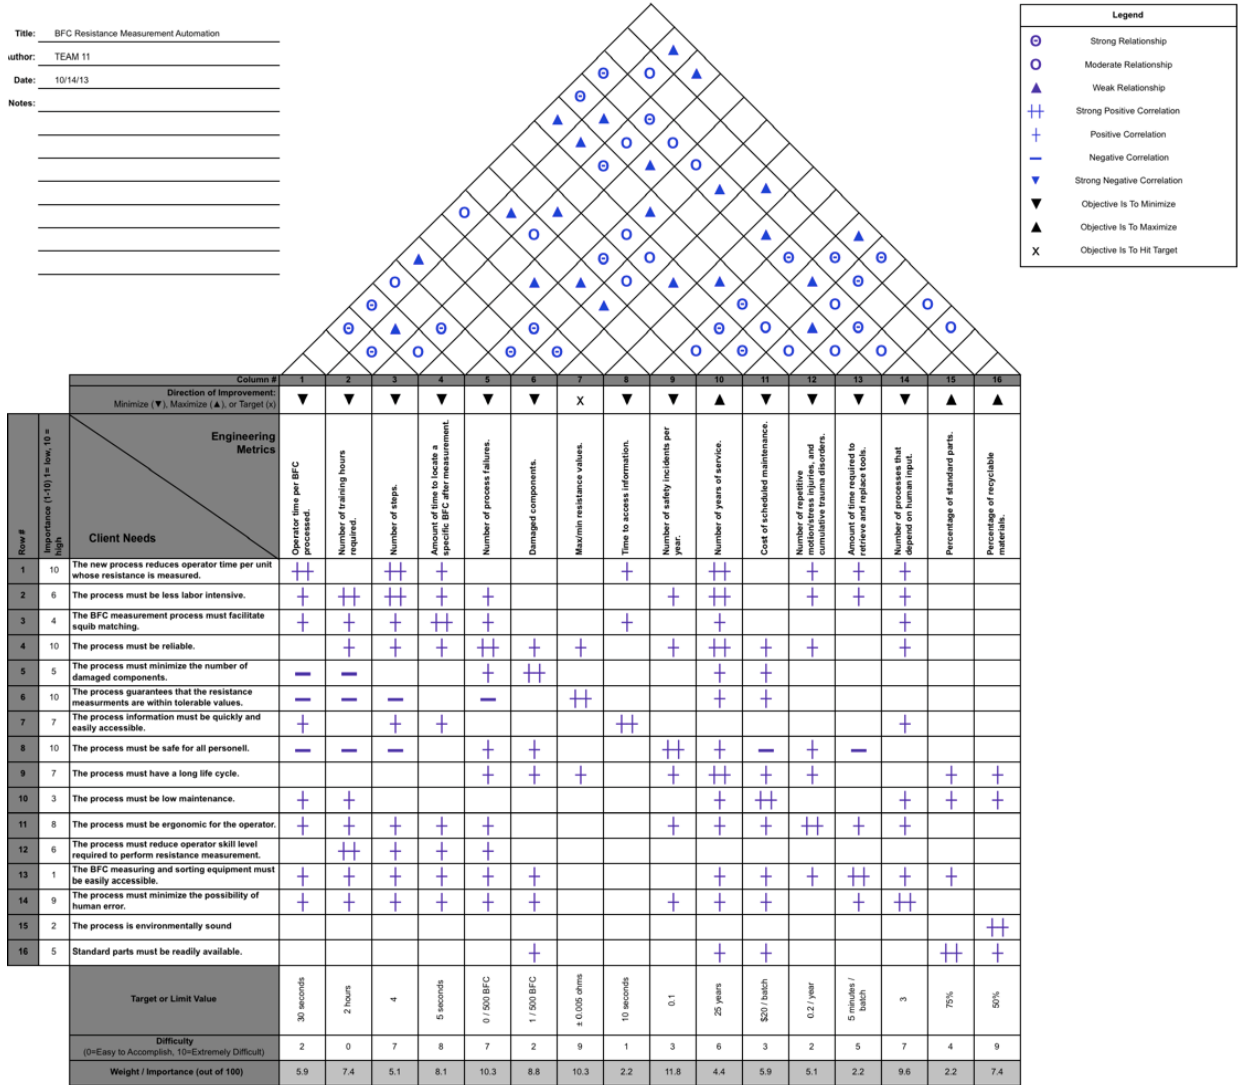 Title: BFC Resistance Measurement Automation
uthor: TEAM 11
Date: 10/14/13
Notes:
Legend
Strong Relationship
Moderate Relationship
Weak Relationship
Strong Positive Correlation
Positive Correlation
Negative Correlation
Strong Negative Correlation
Objective Is To Minimize
Objective Is To Maximize
X Objective Is To Hit Target
Column # 1 2 3 4 5 6 7 8 9 10 11 12 13 14 15 16
Direction of Improvement:
Minimize (▼), Maximize (▲), or Target (x)
▼ ▼ ▼ ▼ ▼ ▼ X ▼ ▼ ▲ ▼ ▼ ▼ ▼ ▲ ▲
Row #
Importance (1-10) 1= low, 10 =
high
Engineering
Metrics
Client Needs
Operator time per BFC
processed.
Number of training hours
required.
Number of steps.
Amount of time to locate a
specific BFC after measurement.
Number of process failures.
Damaged components.
Max/min resistance values.
Time to access information.
Number of safety incidents per
year.
Number of years of service.
Cost of scheduled maintenance.
Number of repetitive
motion/stress injuries, and
cumulative trauma disorders.
Amount of time required to
retrieve and replace tools.
Number of processes that
depend on human input.
Percentage of standard parts.
Percentage of recyclable
materials.
1 10 The new process reduces operator time per unit
whose resistance is measured.
2 6 The process must be less labor intensive.
3 4 The BFC measurement process must facilitate
squib matching.
4 10 The process must be reliable.
5 5 The process must minimize the number of
damaged components.
6 10 The process guarantees that the resistance
measurments are within tolerable values.
7 7 The process information must be quickly and
easily accessible.
8 10 The process must be safe for all personell.
9 7 The process must have a long life cycle.
10 3 The process must be low maintenance.
11 8 The process must be ergonomic for the operator.
12 6 The process must reduce operator skill level
required to perform resistance measurement.
13 1 The BFC measuring and sorting equipment must
be easily accessible.
14 9 The process must minimize the possibility of
human error.
15 2 The process is environmentally sound
16 5 Standard parts must be readily available.
Target or Limit Value
30 seconds
2 hours
4
5 seconds
0 / 500 BFC
1 / 500 BFC
± 0.005 ohms
10 seconds
0.1
25 years
$20 / batch
0.2 / year
5 minutes /
batch
3
75%
50%
Difficulty
(0=Easy to Accomplish, 10=Extremely Difficult)
2 0 7 8 7 2 9 1 3 6 3 2 5 7 4 9
Weight / Importance (out of 100) 5.9 7.4 5.1 8.1 10.3 8.8 10.3 2.2 11.8 4.4 5.9 5.1 2.2 9.6 2.2 7.4